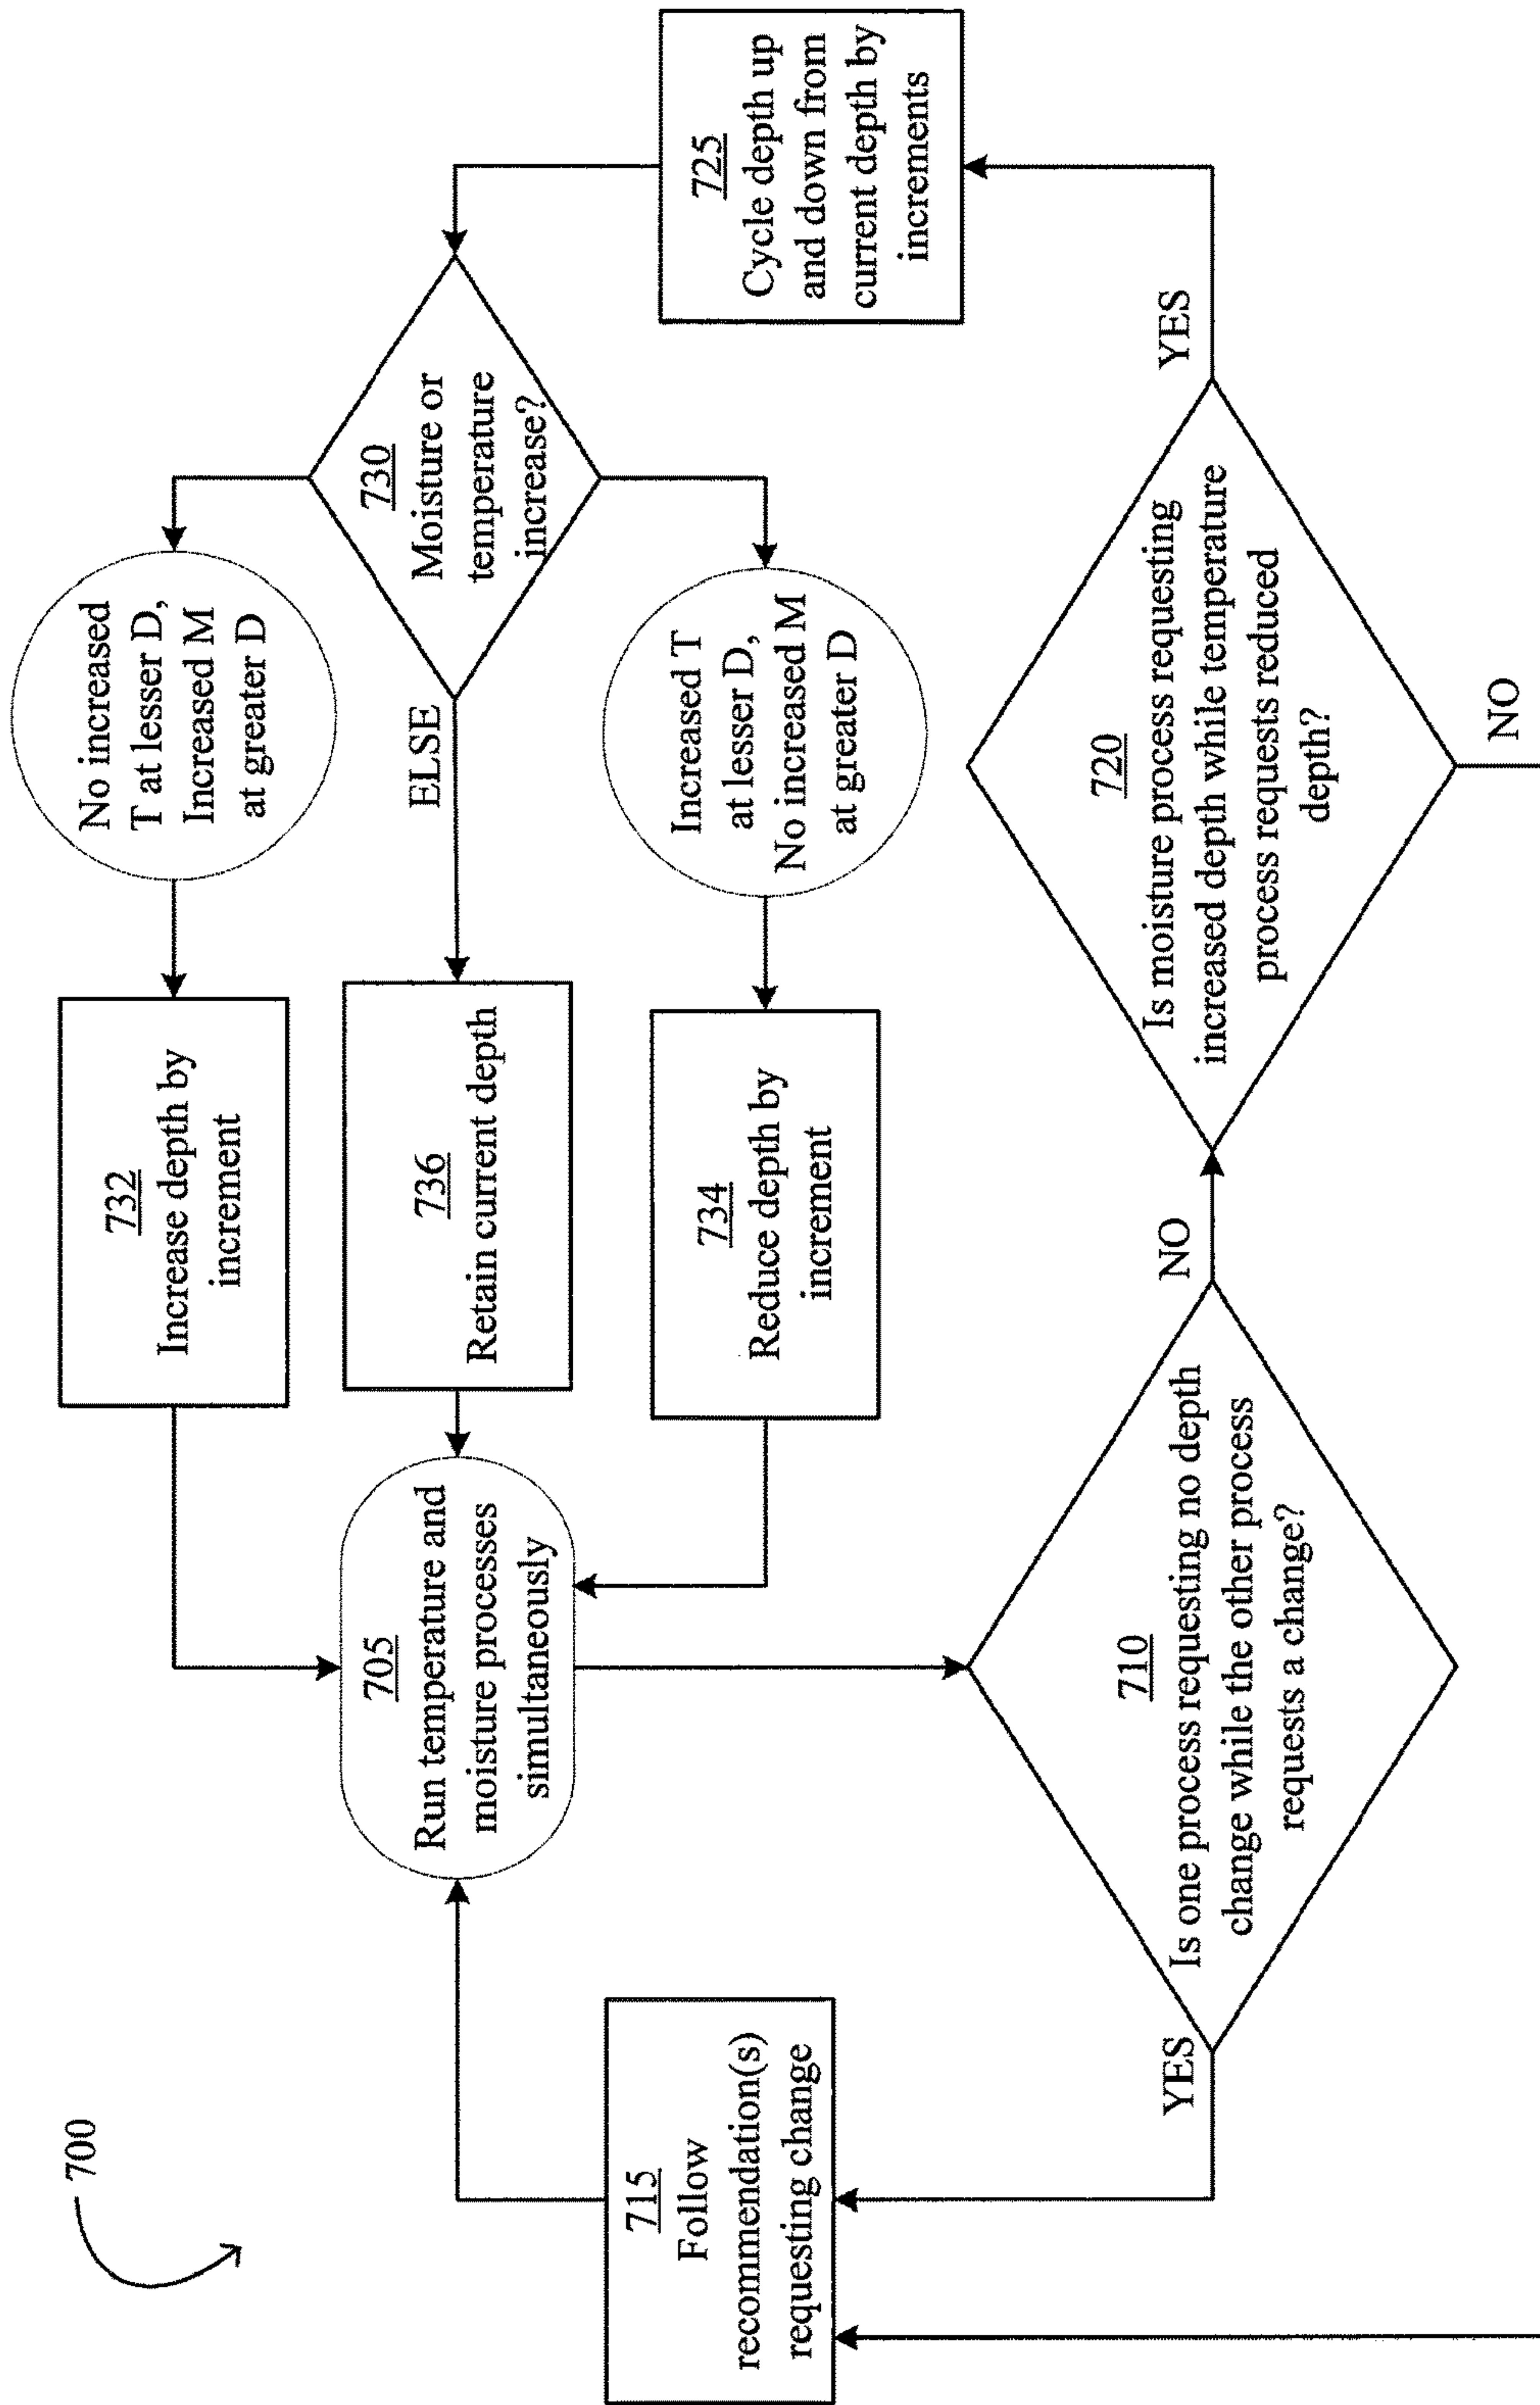 700
705
Run temperature and
moisture processes
simultaneously
710
Is one process requesting no depth
change while the other process
requests a change?
YES
NO
715
Follow
recommendation(s)
requesting change
720
Is moisture process requesting
increased depth while temperature
process requests reduced
depth?
YES
NO
725
Cycle depth up
and down from
current depth by
increments
730
Moisture or
temperature
increase?
No increased
T at lesser D,
Increased M
at greater D
ELSE
Increased T
at lesser D,
No increased M
at greater D
732
Increase depth by
increment
736
Retain current depth
734
Reduce depth by
increment